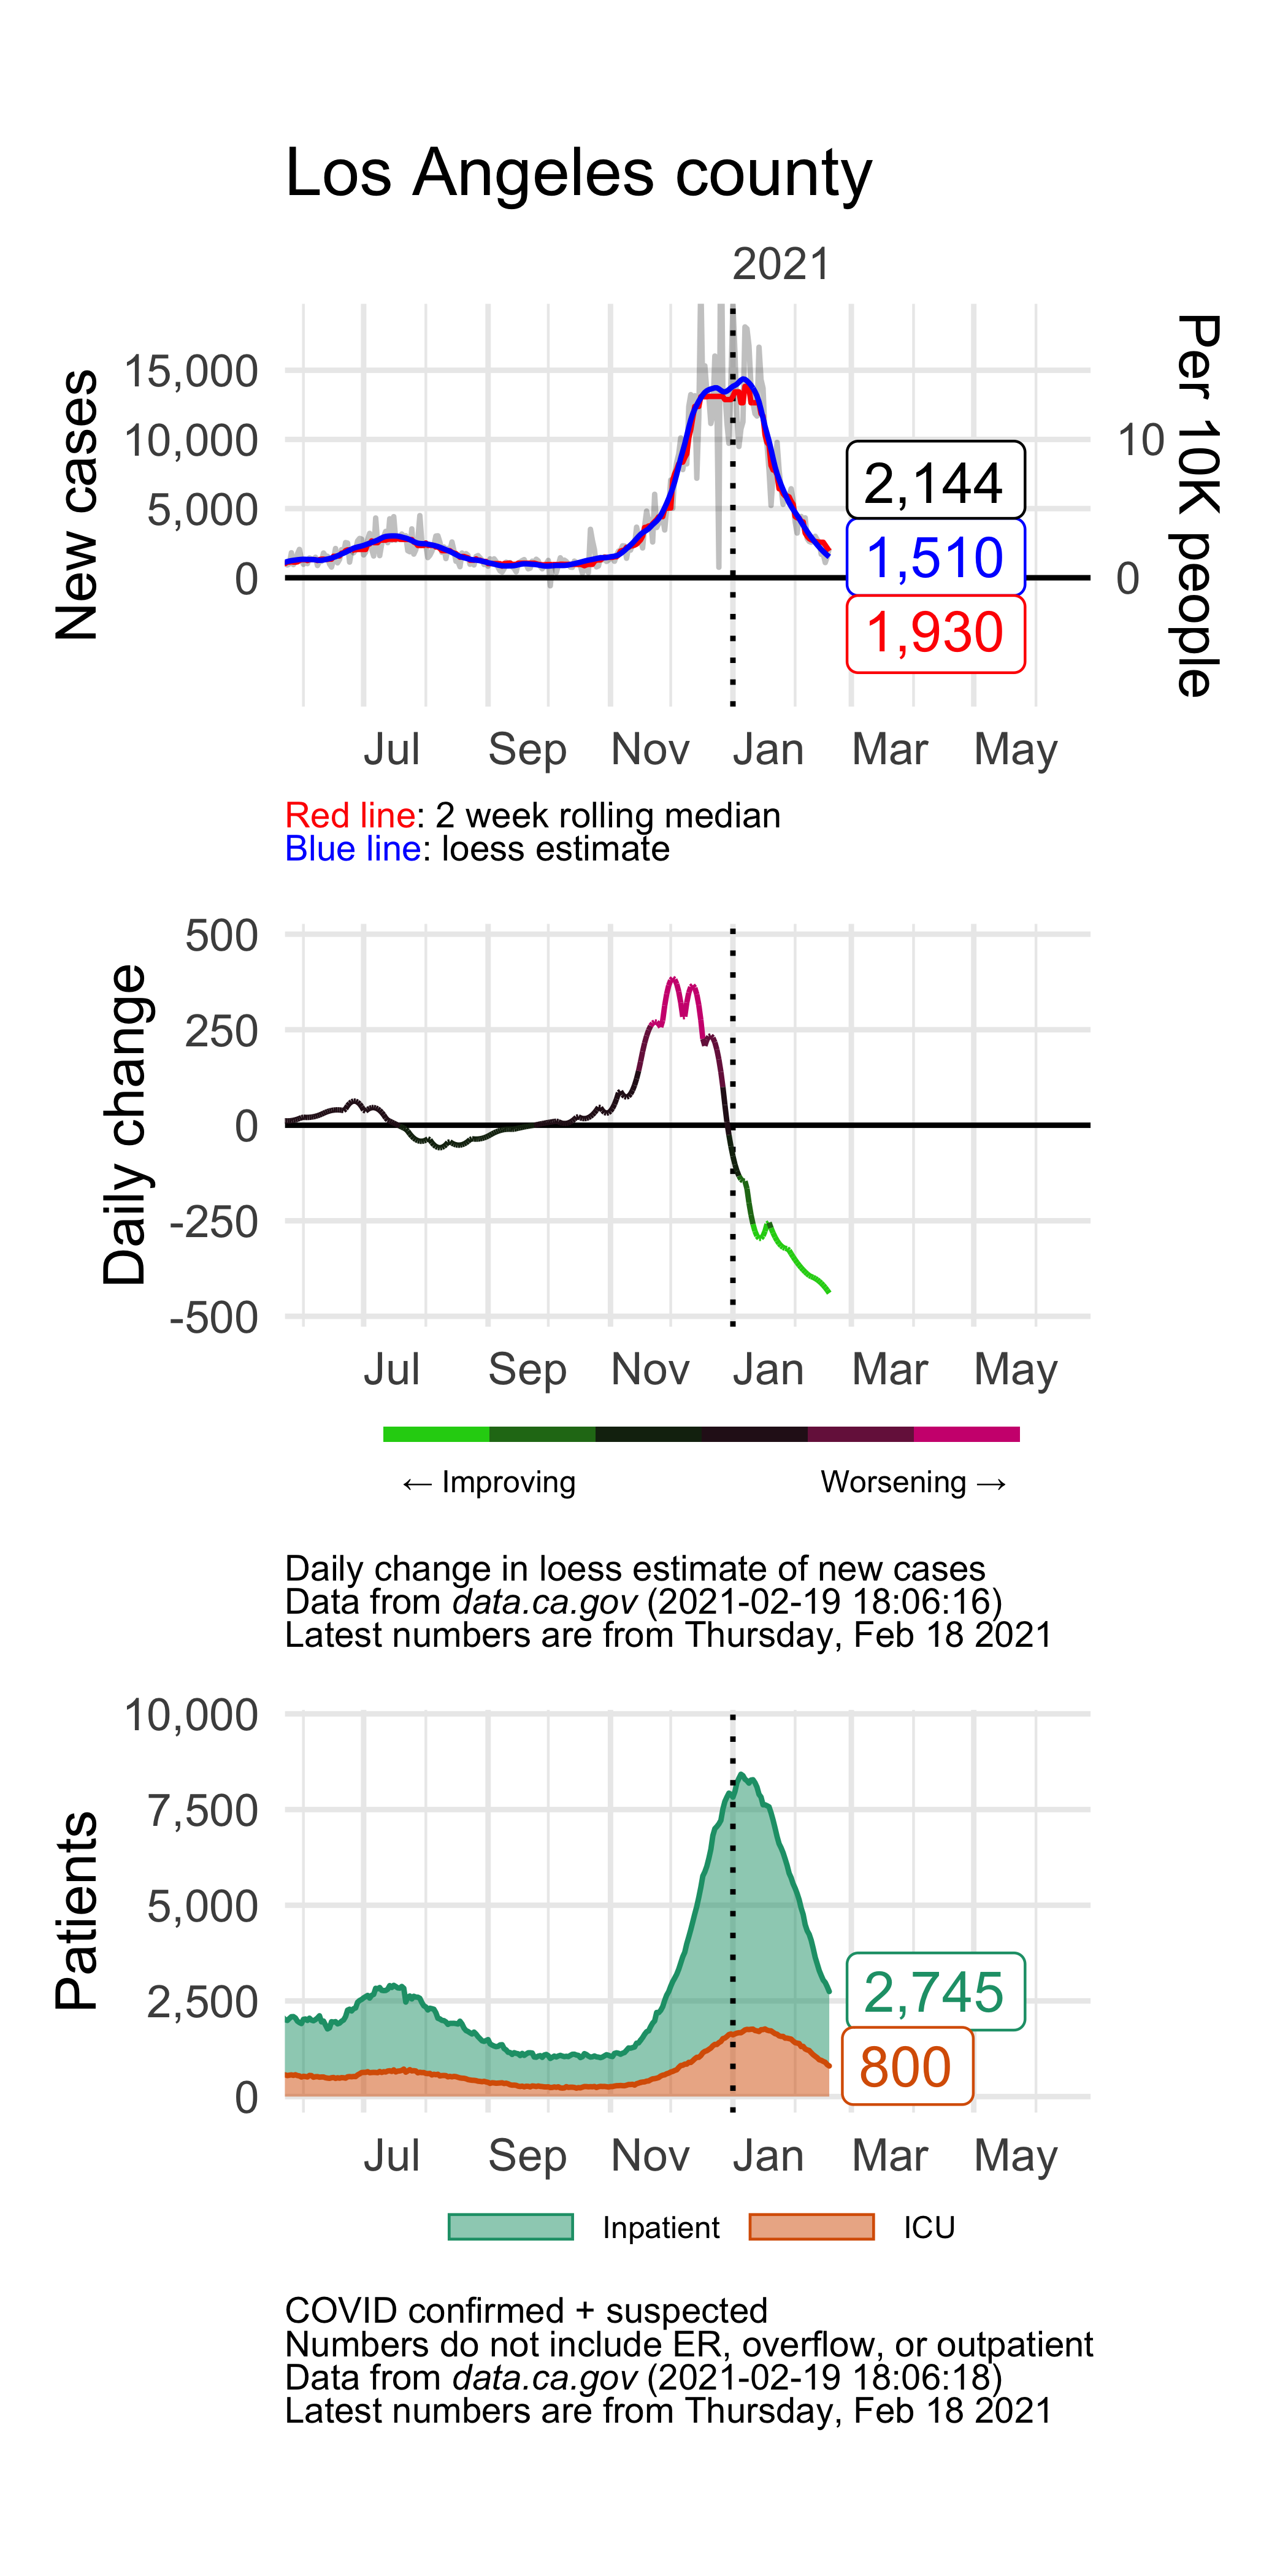 Los Angeles county
2021
New cases
15,000
10,000
5,000
0
10
0
Per 10K people
2,144
1,510
1,930
Jul Sep Nov Jan Mar May
Red line: 2 week rolling median
Blue line: loess estimate
Daily change
500
250
0
-250
-500
Jul Sep Nov Jan Mar May
← Improving Worsening →
Daily change in loess estimate of new cases
Data from data.ca.gov (2021-02-19 18:06:16)
Latest numbers are from Thursday, Feb 18 2021
Patients
10,000
7,500
5,000
2,500
0
2,745
800
Jul Sep Nov Jan Mar May
Inpatient ICU
COVID confirmed + suspected
Numbers do not include ER, overflow, or outpatient
Data from data.ca.gov (2021-02-19 18:06:18)
Latest numbers are from Thursday, Feb 18 2021